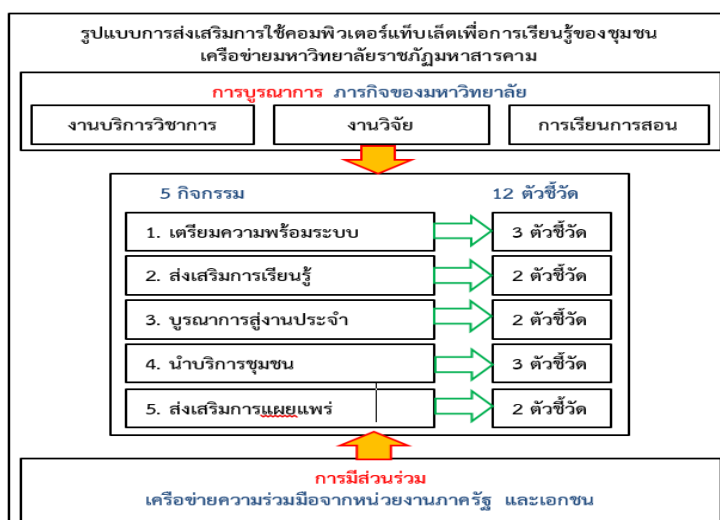 รูปแบบการส่งเสริมการใช้คอมพิวเตอร์แท็บเล็ตเพื่อการเรียนรู้ของชุมชน
เครือข่ายมหาวิทยาลัยราชภัฏมหาสารคาม
การบูรณาการ ภารกิจของมหาวิทยาลัย
งานบริการวิชาการ
งานวิจัย
การเรียนการสอน
5 กิจกรรม
12 ตัวชี้วัด
1. เตรียมความพร้อมระบบ
3 ตัวชี้วัด
2. ส่งเสริมการเรียนรู้
2 ตัวชี้วัด
3. บูรณาการสู่งานประจำ
2 ตัวชี้วัด
4. นำบริการชุมชน
3 ตัวชี้วัด
5. ส่งเสริมการแผยแพร่
2 ตัวชี้วัด
การมีส่วนร่วม
เครือข่ายความร่วมมือจากหน่วยงานภาครัฐ และเอกชน